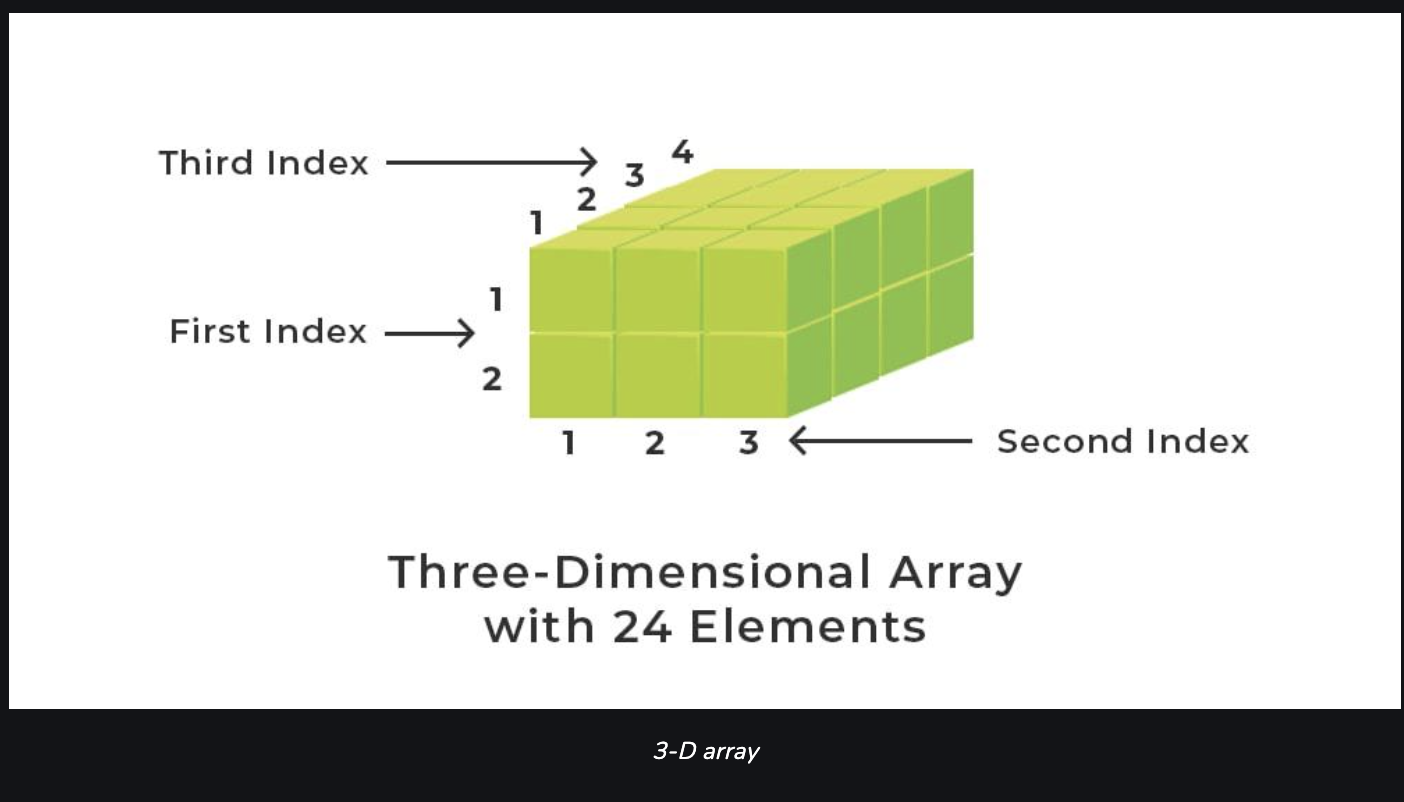 4
Third Index
3
2
1
1
First Index
2
1 2 3
Second Index
Three-Dimensional Array
with 24 Elements
3-D array